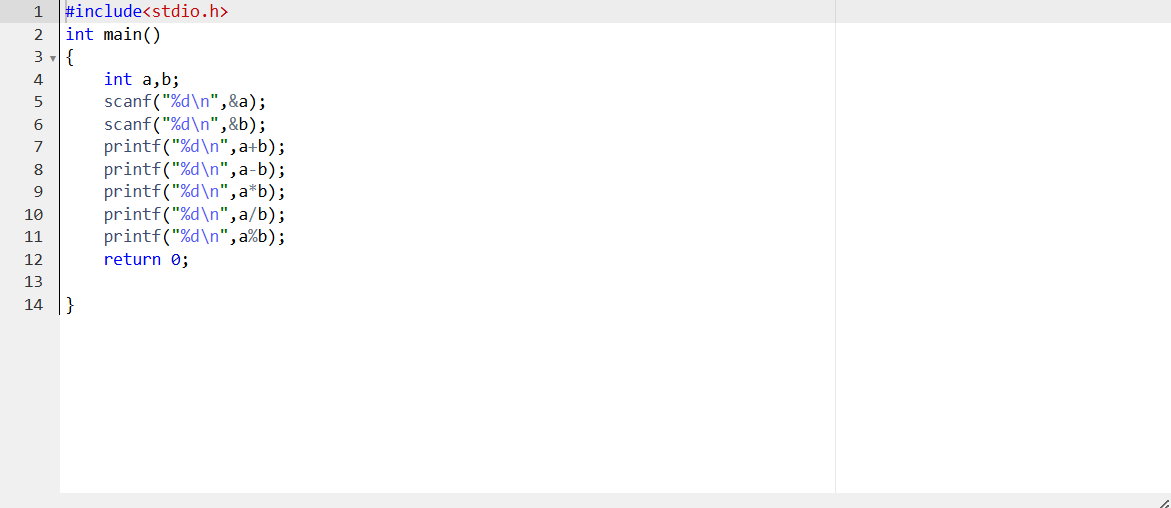 1 #include<stdio.h>
2 int main()
3 {
4     int a,b;
5     scanf("%d\n",&a);
6     scanf("%d\n",&b);
7     printf("%d\n",a+b);
8     printf("%d\n",a-b);
9     printf("%d\n",a*b);
10     printf("%d\n",a/b);
11     printf("%d\n",a%b);
12     return 0;
13
14 }